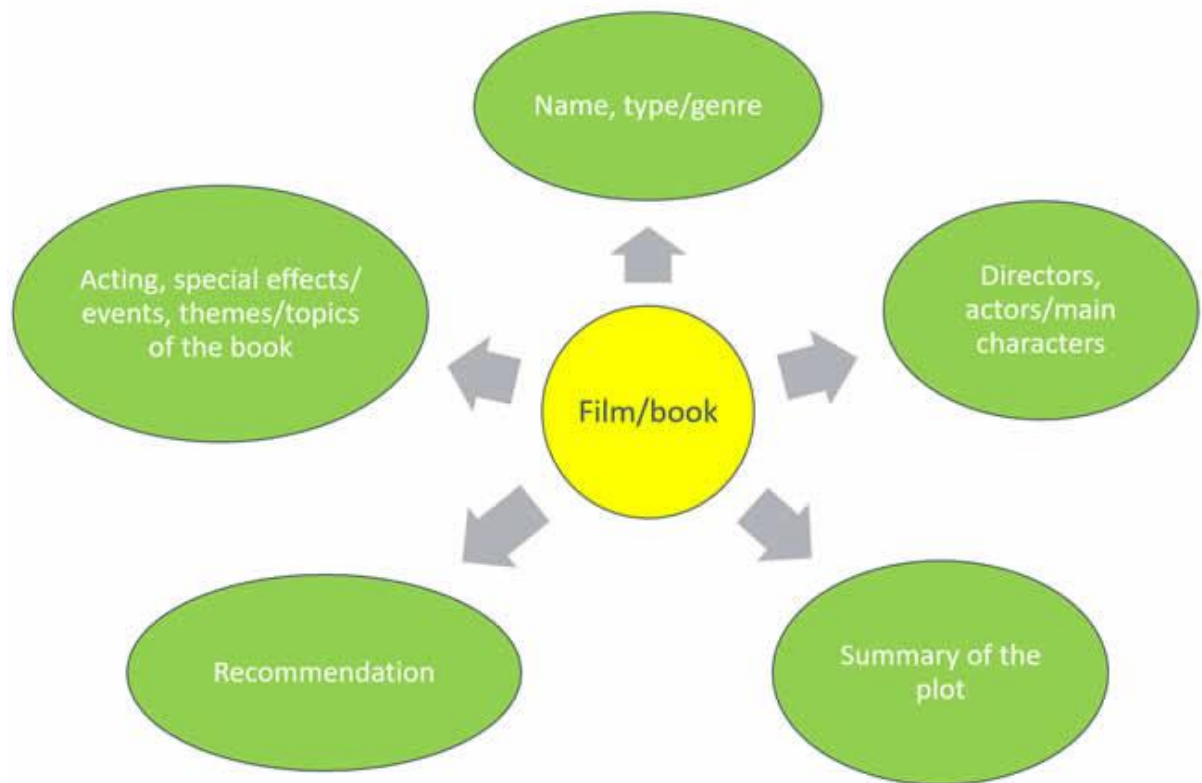 Name, type/genre
Acting, special effects/
events, themes/topics
of the book
Directors,
actors/main
characters
Film/book
Recommendation
Summary of the
plot